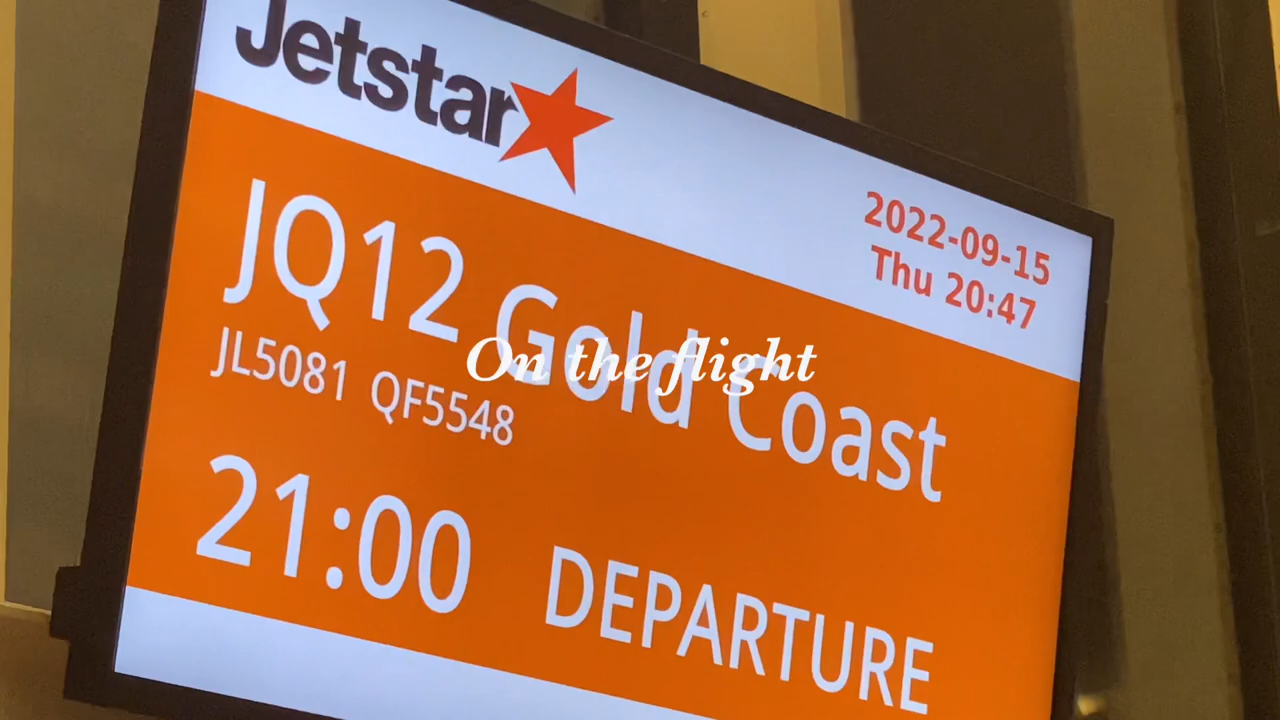 Jetstar
2022-09-15
Thu 20:47
JQ12 Gold Coast
On the flight
JL5081 QF5548
21:00 DEPARTURE